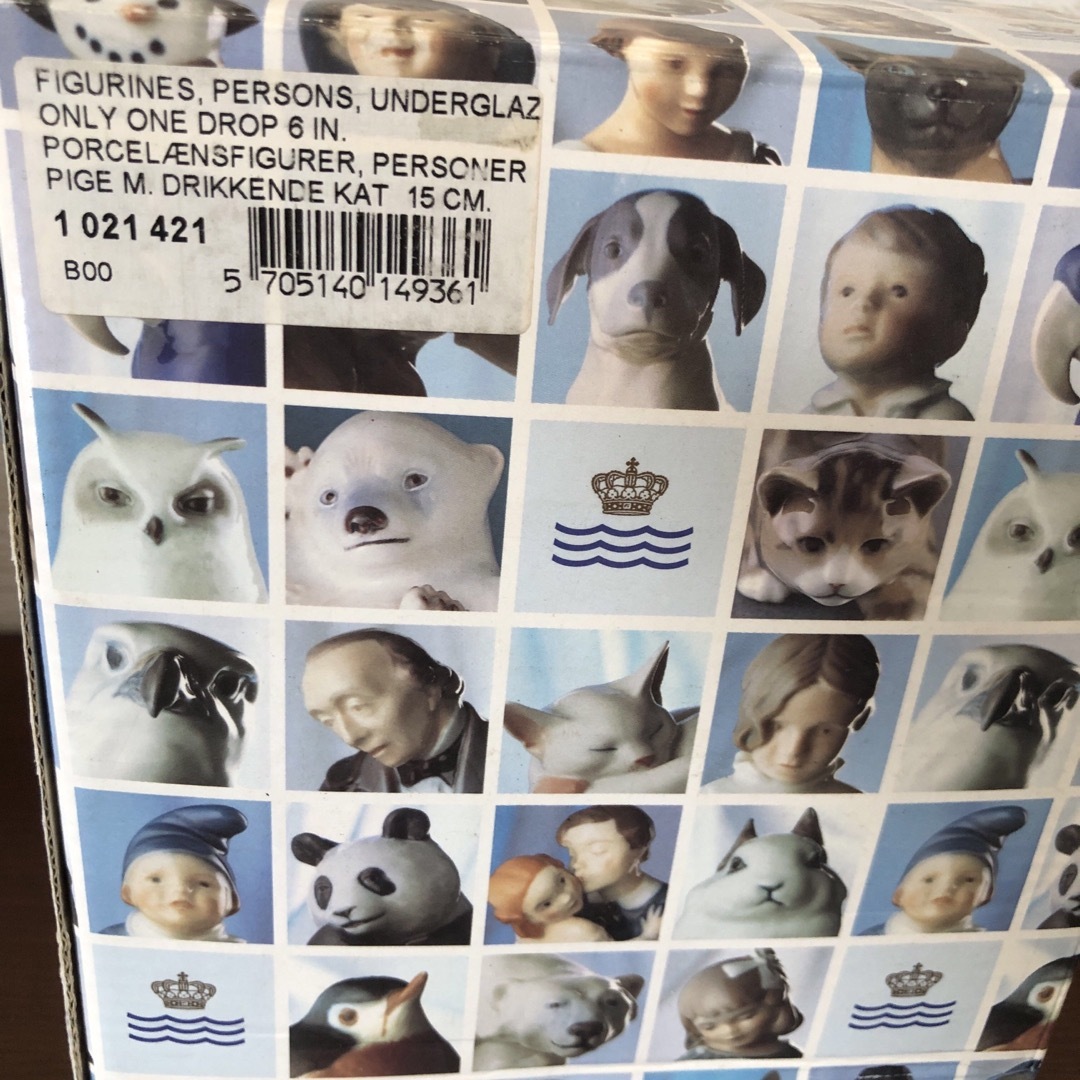 FIGURINES, PERSONS, UNDERGLAZ
ONLY ONE DROP 6 IN.
PORCELÆNSFIGURER, PERSONER
PIGE M. DRIKKENDE KAT 15 CM.
1 021 421
B00
5 705140 149361